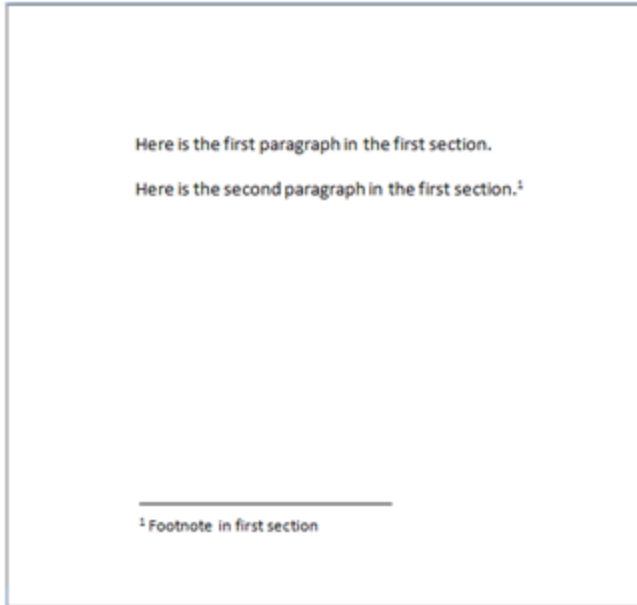 Here is the first paragraph in the first section.
Here is the second paragraph in the first section.¹
¹ Footnote in first section